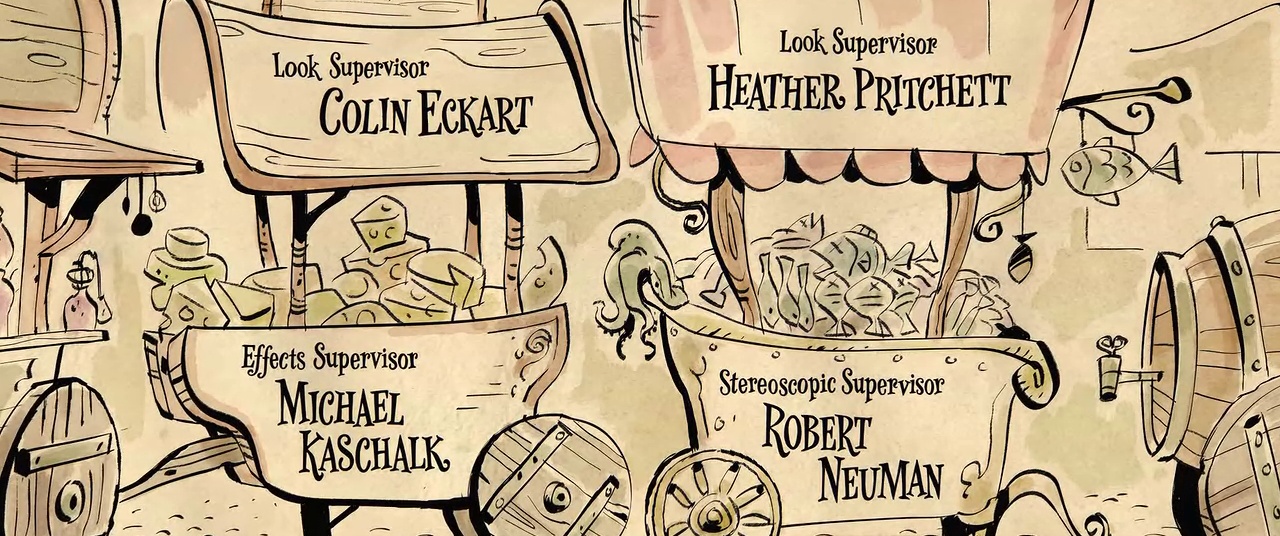 Look Supervisor
COLIN ECKART
Look Supervisor
HEATHER PRITCHETT
Effects Supervisor
MICHAEL
KASCHALK
Stereoscopic Supervisor
ROBERT
NEUMAN